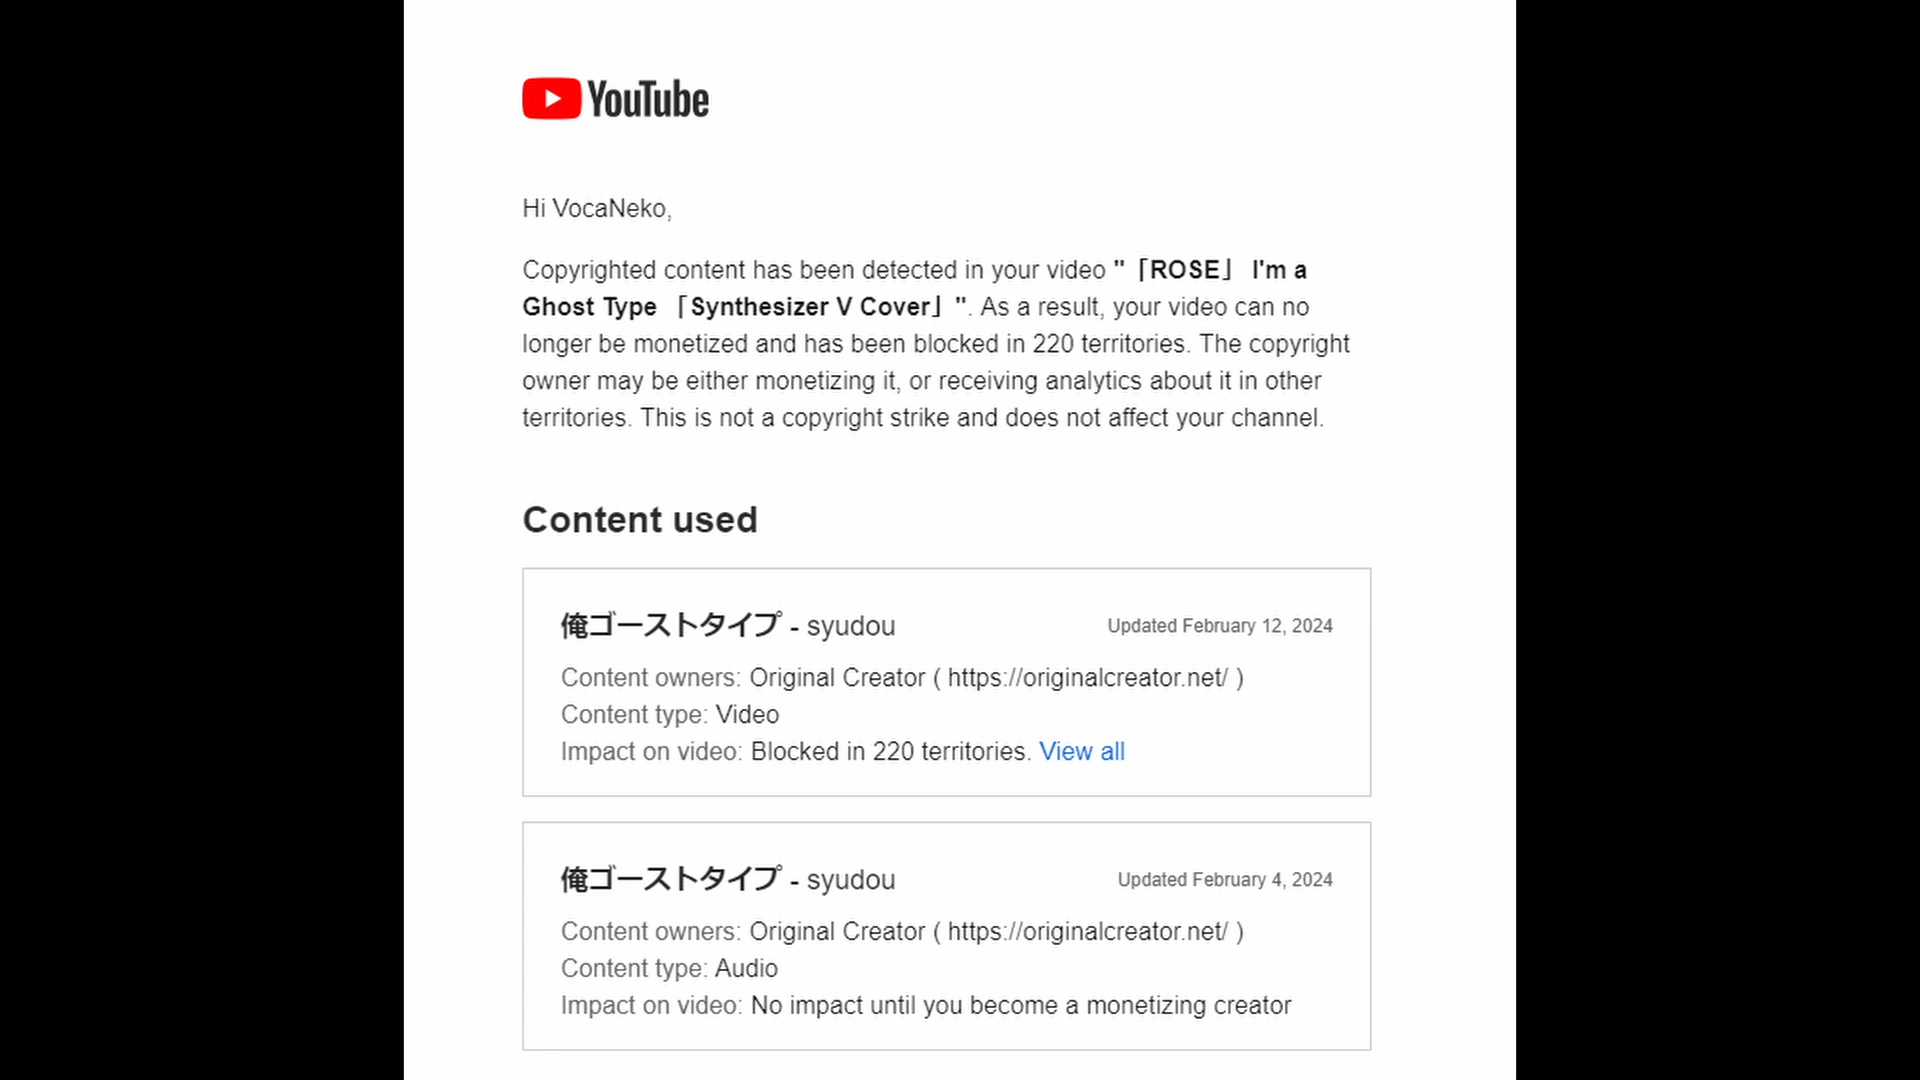 YouTube
Hi VocaNeko,
Copyrighted content has been detected in your video "「ROSE」 I'm a
Ghost Type 「Synthesizer V Cover」". As a result, your video can no
longer be monetized and has been blocked in 220 territories. The copyright
owner may be either monetizing it, or receiving analytics about it in other
territories. This is not a copyright strike and does not affect your channel.
Content used
俺ゴーストタイプ - syudou
Updated February 12, 2024
Content owners: Original Creator ( https://originalcreator.net/ )
Content type: Video
Impact on video: Blocked in 220 territories. View all
俺ゴーストタイプ - syudou
Updated February 4, 2024
Content owners: Original Creator ( https://originalcreator.net/ )
Content type: Audio
Impact on video: No impact until you become a monetizing creator